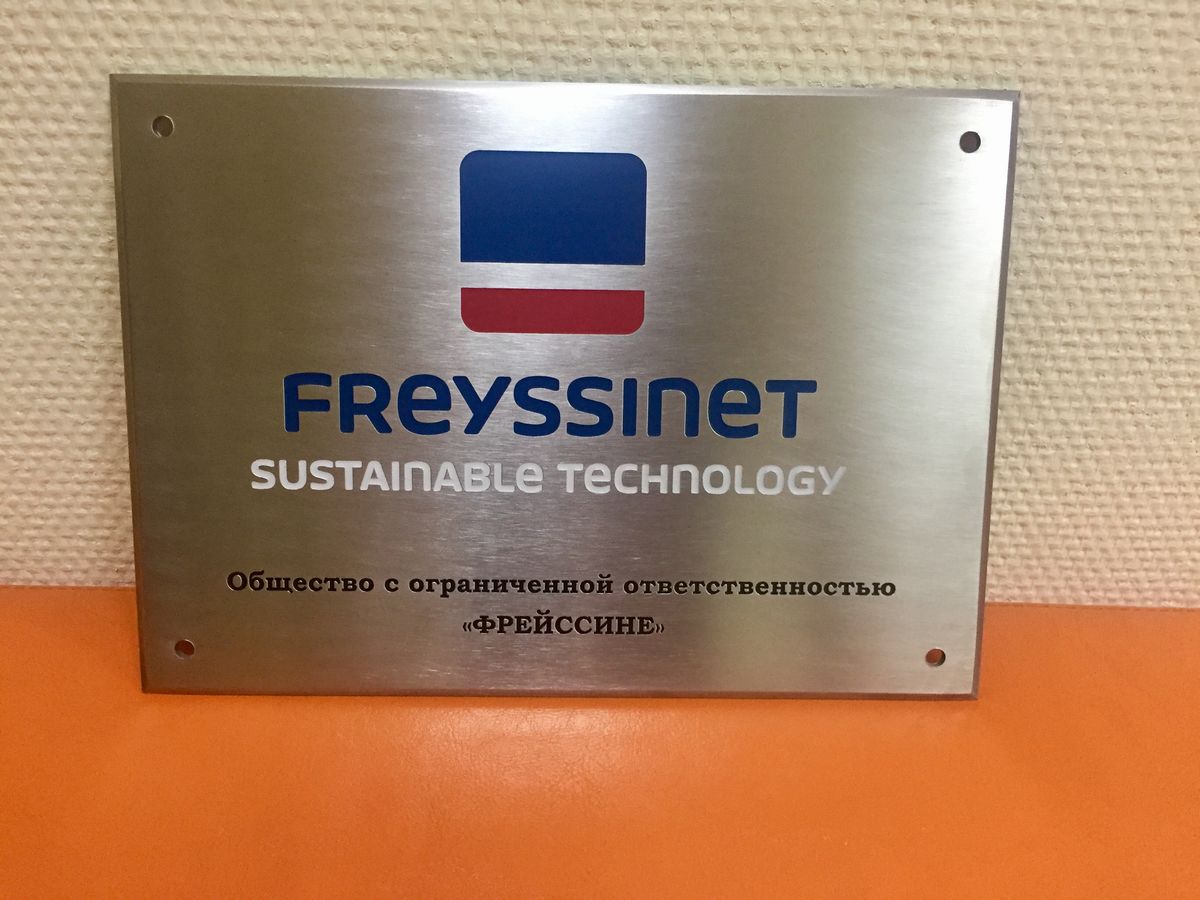 FReyssineT
SUSTAINABLe TeCHNOLOGY
Общество с ограниченной ответственностью
«ФРЕЙССИНЕ»